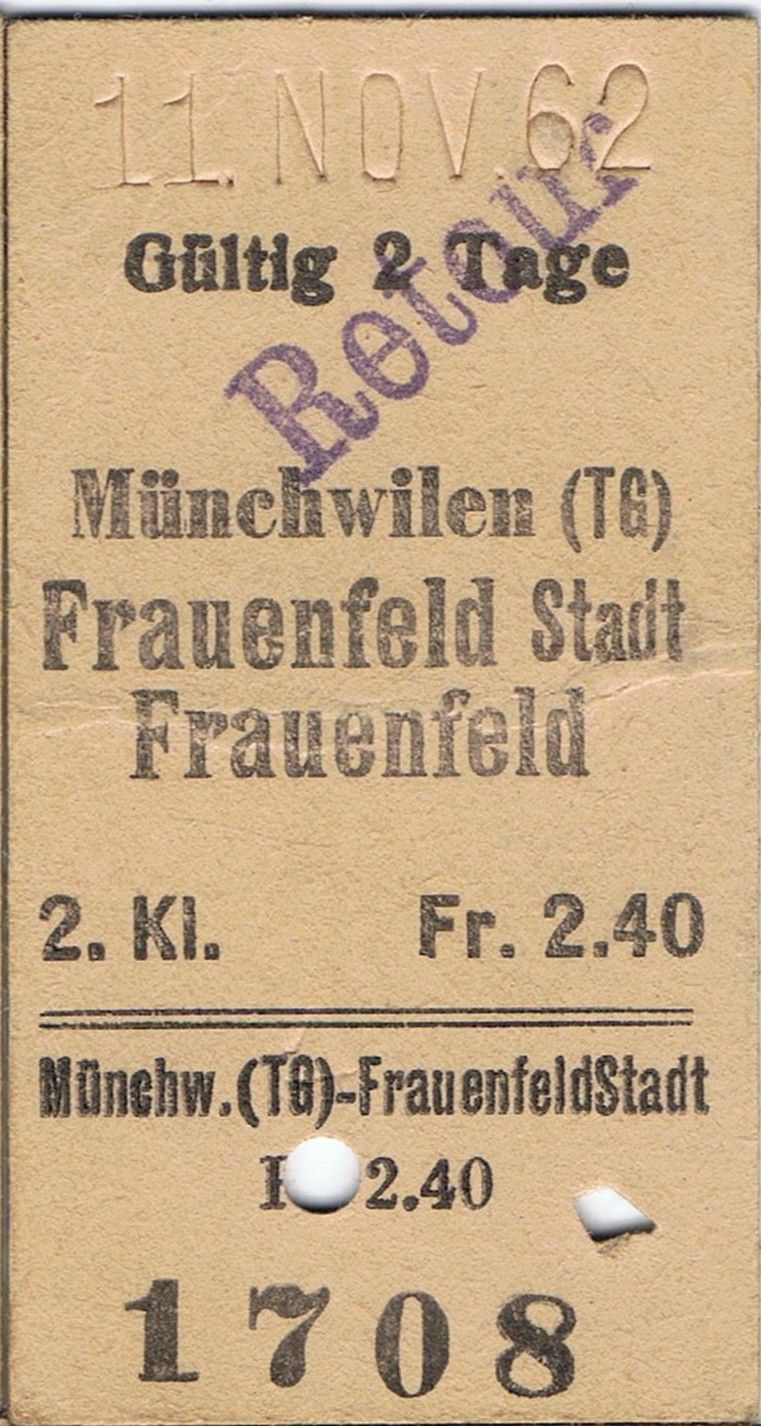 11. NOV. 62
Retour
Gültig 2 Tage
Münchwilen (TG)
Frauenfeld Stadt
Frauenfeld
2. Kl. Fr. 2.40
Münchw.(TG)-FrauenfeldStadt
2.40
1708